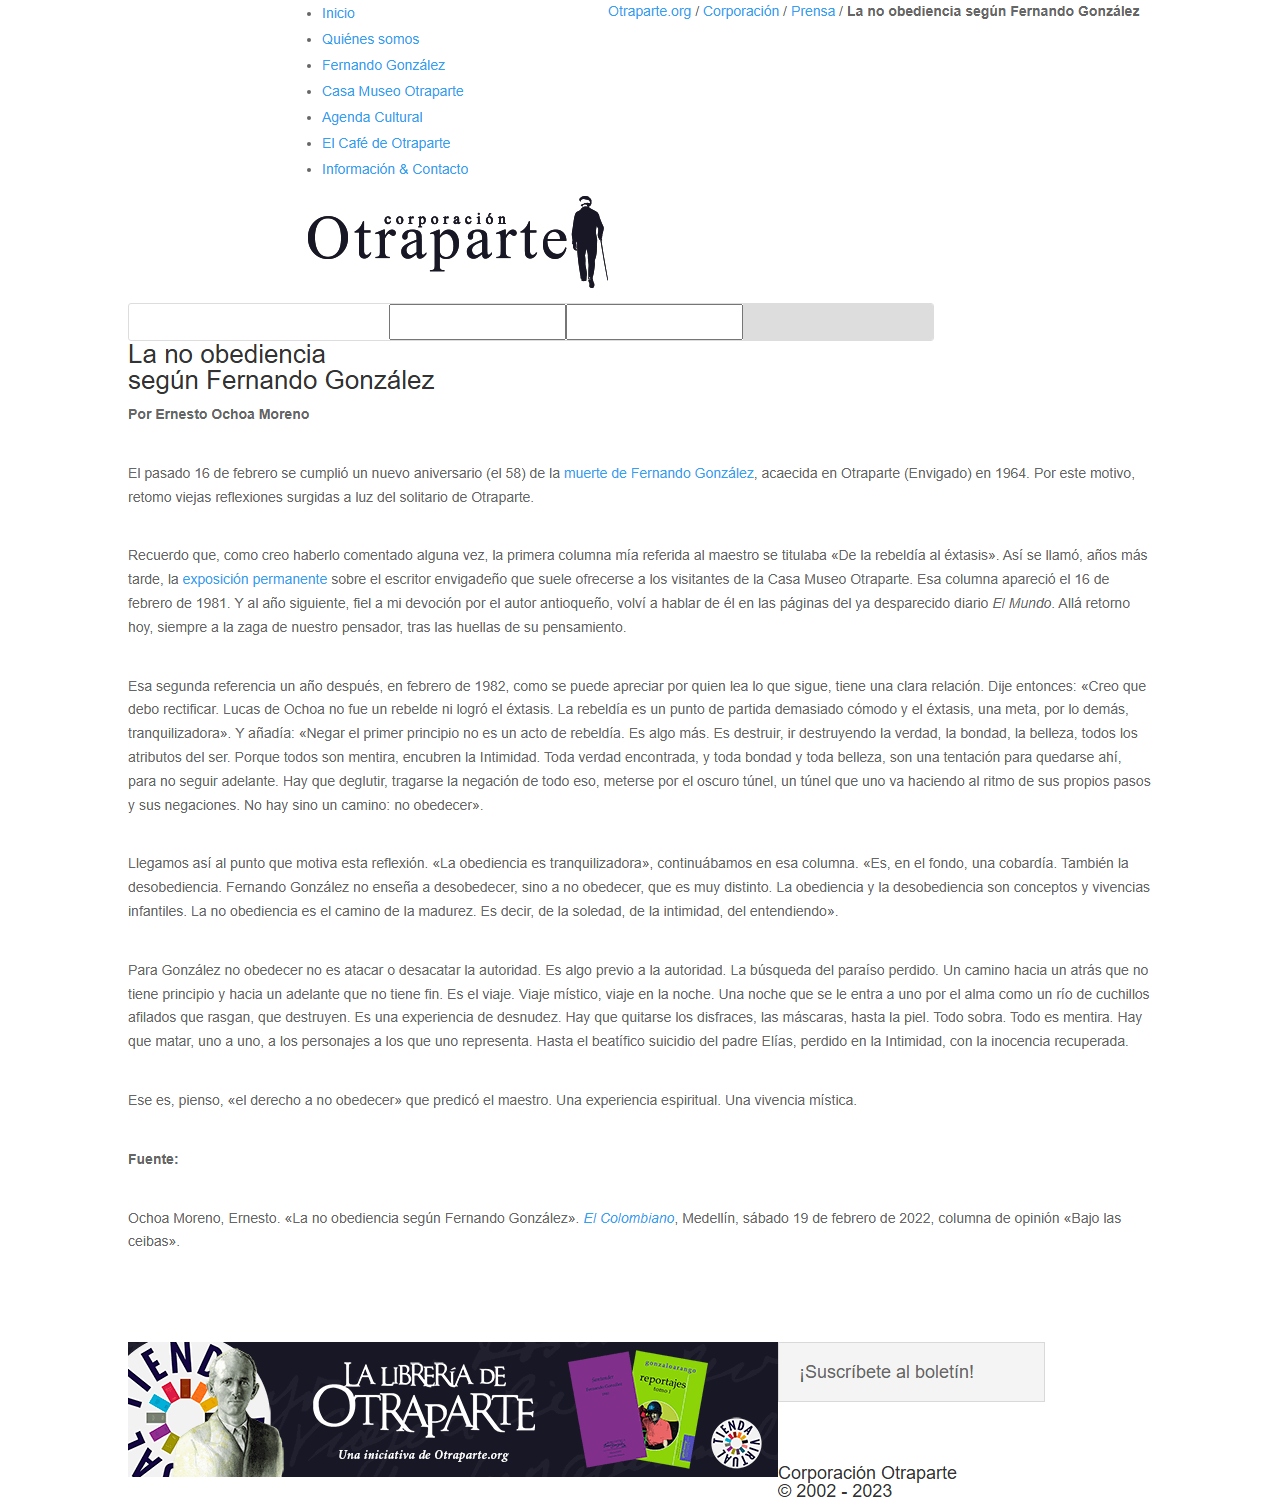 Inicio
Quiénes somos
Fernando González
Casa Museo Otraparte
Agenda Cultural
El Café de Otraparte
Información & Contacto
Otraparte.org / Corporación / Prensa / La no obediencia según Fernando González
corporación
Otraparte
La no obediencia
según Fernando González
Por Ernesto Ochoa Moreno
El pasado 16 de febrero se cumplió un nuevo aniversario (el 58) de la muerte de Fernando González, acaecida en Otraparte (Envigado) en 1964. Por este motivo,
retomo viejas reflexiones surgidas a luz del solitario de Otraparte.
Recuerdo que, como creo haberlo comentado alguna vez, la primera columna mía referida al maestro se titulaba «De la rebeldía al éxtasis». Así se llamó, años más
tarde, la exposición permanente sobre el escritor envigadeño que suele ofrecerse a los visitantes de la Casa Museo Otraparte. Esa columna apareció el 16 de
febrero de 1981. Y al año siguiente, fiel a mi devoción por el autor antioqueño, volví a hablar de él en las páginas del ya desparecido diario El Mundo. Allá retorno
hoy, siempre a la zaga de nuestro pensador, tras las huellas de su pensamiento.
Esa segunda referencia un año después, en febrero de 1982, como se puede apreciar por quien lea lo que sigue, tiene una clara relación. Dije entonces: «Creo que
debo rectificar. Lucas de Ochoa no fue un rebelde ni logró el éxtasis. La rebeldía es un punto de partida demasiado cómodo y el éxtasis, una meta, por lo demás,
tranquilizadora». Y añadía: «Negar el primer principio no es un acto de rebeldía. Es algo más. Es destruir, ir destruyendo la verdad, la bondad, la belleza, todos los
atributos del ser. Porque todos son mentira, encubren la Intimidad. Toda verdad encontrada, y toda bondad y toda belleza, son una tentación para quedarse ahí,
para no seguir adelante. Hay que deglutir, tragarse la negación de todo eso, meterse por el oscuro túnel, un túnel que uno va haciendo al ritmo de sus propios pasos
y sus negaciones. No hay sino un camino: no obedecer».
Llegamos así al punto que motiva esta reflexión. «La obediencia es tranquilizadora», continuábamos en esa columna. «Es, en el fondo, una cobardía. También la
desobediencia. Fernando González no enseña a desobedecer, sino a no obedecer, que es muy distinto. La obediencia y la desobediencia son conceptos y vivencias
infantiles. La no obediencia es el camino de la madurez. Es decir, de la soledad, de la intimidad, del entendiendo».
Para González no obedecer no es atacar o desacatar la autoridad. Es algo previo a la autoridad. La búsqueda del paraíso perdido. Un camino hacia un atrás que no
tiene principio y hacia un adelante que no tiene fin. Es el viaje. Viaje místico, viaje en la noche. Una noche que se le entra a uno por el alma como un río de cuchillos
afilados que rasgan, que destruyen. Es una experiencia de desnudez. Hay que quitarse los disfraces, las máscaras, hasta la piel. Todo sobra. Todo es mentira. Hay
que matar, uno a uno, a los personajes a los que uno representa. Hasta el beatífico suicidio del padre Elías, perdido en la Intimidad, con la inocencia recuperada.
Ese es, pienso, «el derecho a no obedecer» que predicó el maestro. Una experiencia espiritual. Una vivencia mística.
Fuente:
Ochoa Moreno, Ernesto. «La no obediencia según Fernando González». El Colombiano, Medellín, sábado 19 de febrero de 2022, columna de opinión «Bajo las
ceibas».
TIENDA
LA LIBRERÍA DE
OTRAPARTE
Una iniciativa de Otraparte.org
gonzaloarango
reportajes
tomo 1
TIENDA VIRTUAL
¡Suscríbete al boletín!
Corporación Otraparte
© 2002 - 2023